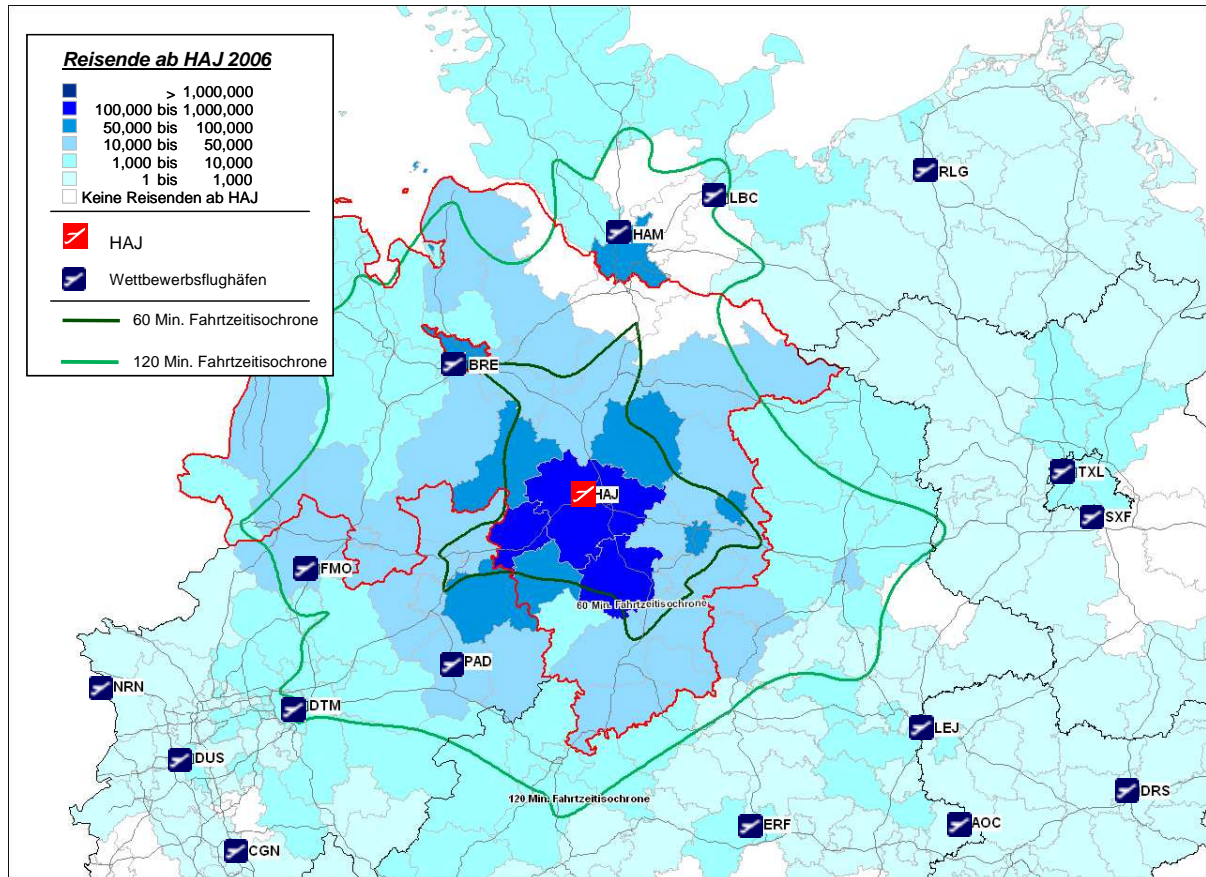 Reisende ab HAJ 2006
> 1,000,000
100,000 bis 1,000,000
50,000 bis 100,000
10,000 bis 50,000
1,000 bis 10,000
1 bis 1,000
Keine Reisenden ab HAJ
HAJ
Wettbewerbsflughäfen
60 Min. Fahrtzeitisochrone
120 Min. Fahrtzeitisochrone
RLG
LBC
HAM
BRE
TXL
HAJ
SXF
FMO
60 Min. Fahrtzeitisochrone
PAD
NRN
DTM
LEJ
DUS
DRS
120 Min. Fahrtzeitisochrone
ERF
AOC
CGN